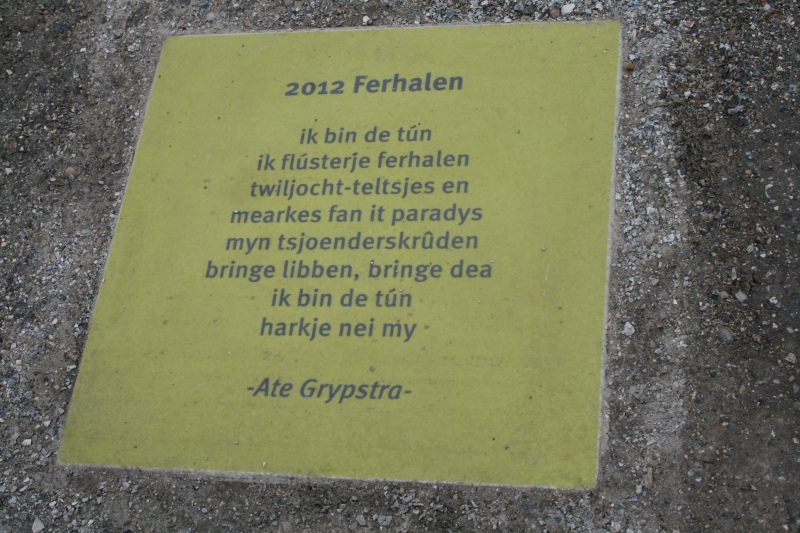 2012 Ferhalen
ik bin de tún
ik flústerje ferhalen
twiljocht-teltsjes en
mearkes fan it paradys
myn tsjoenderskrûden
bringe libben, bringe dea
ik bin de tún
harkje nei my
-Ate Grypstra-